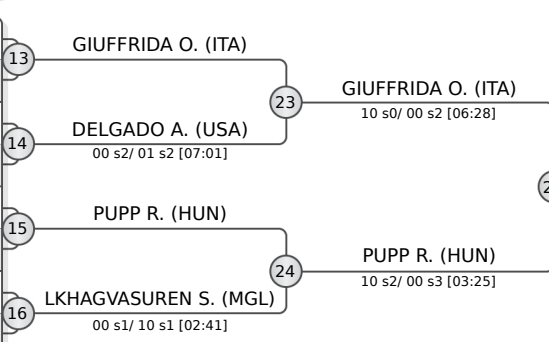 GIUFFRIDA O. (ITA)
13
23
GIUFFRIDA O. (ITA)
10 s0/ 00 s2 [06:28]
DELGADO A. (USA)
14
00 s2/ 01 s2 [07:01]
PUPP R. (HUN)
15
24
PUPP R. (HUN)
10 s2/ 00 s3 [03:25]
LKHAGVASUREN S. (MGL)
16
00 s1/ 10 s1 [02:41]